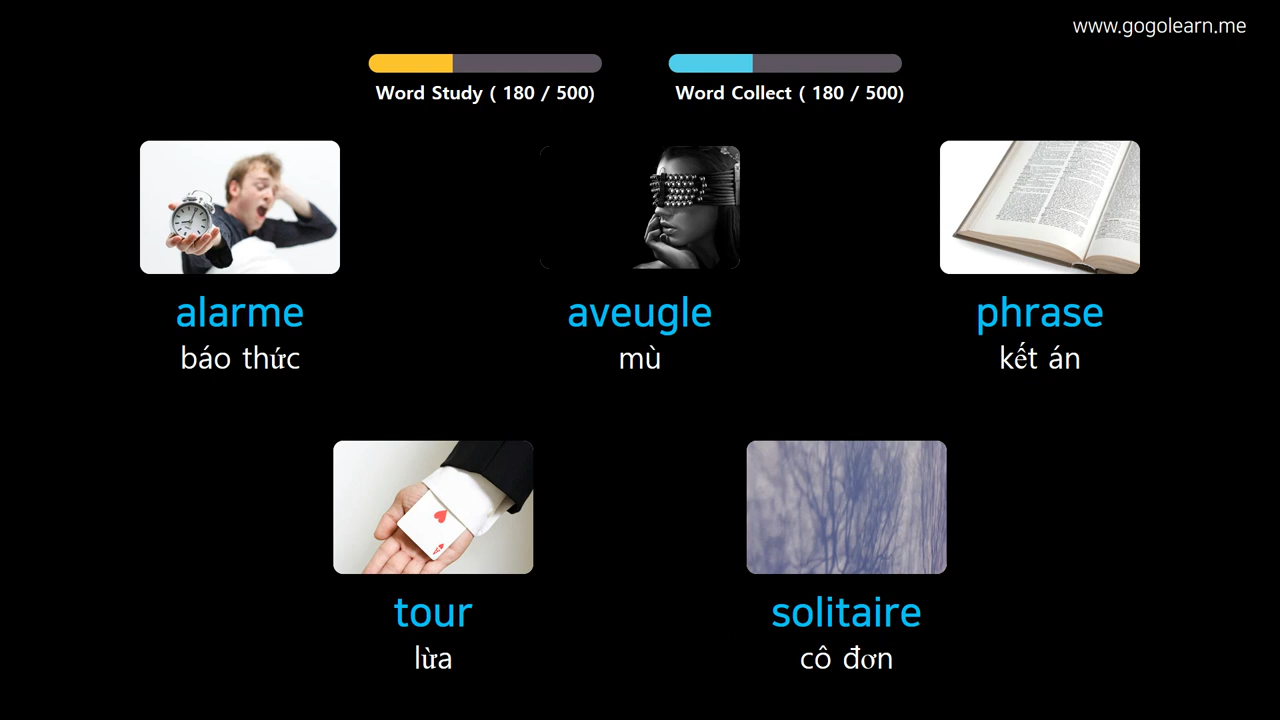 www.gogolearn.me
Word Study ( 180 / 500)
Word Collect ( 180 / 500)
alarme
báo thức
aveugle
mù
phrase
kết án
tour
lừa
solitaire
cô đơn